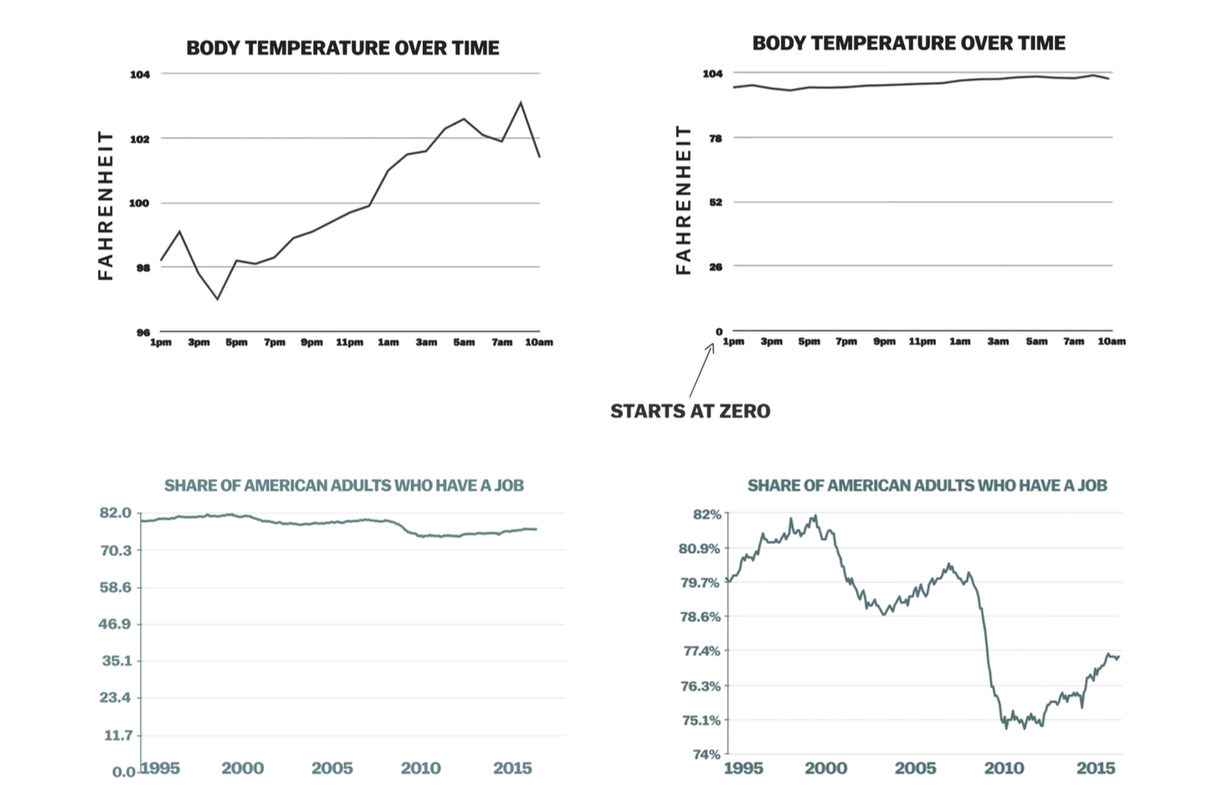 BODY TEMPERATURE OVER TIME
104
102
100
98
96
FAHRENHEIT
1pm 3pm 5pm 7pm 9pm 11pm 1am 3am 5am 7am 10am
BODY TEMPERATURE OVER TIME
104
78
52
26
0
FAHRENHEIT
1pm 3pm 5pm 7pm 9pm 11pm 1am 3am 5am 7am 10am
STARTS AT ZERO
SHARE OF AMERICAN ADULTS WHO HAVE A JOB
82.0
70.3
58.6
46.9
35.1
23.4
11.7
0.0
1995 2000 2005 2010 2015
SHARE OF AMERICAN ADULTS WHO HAVE A JOB
82%
80.9%
79.7%
78.6%
77.4%
76.3%
75.1%
74%
1995 2000 2005 2010 2015